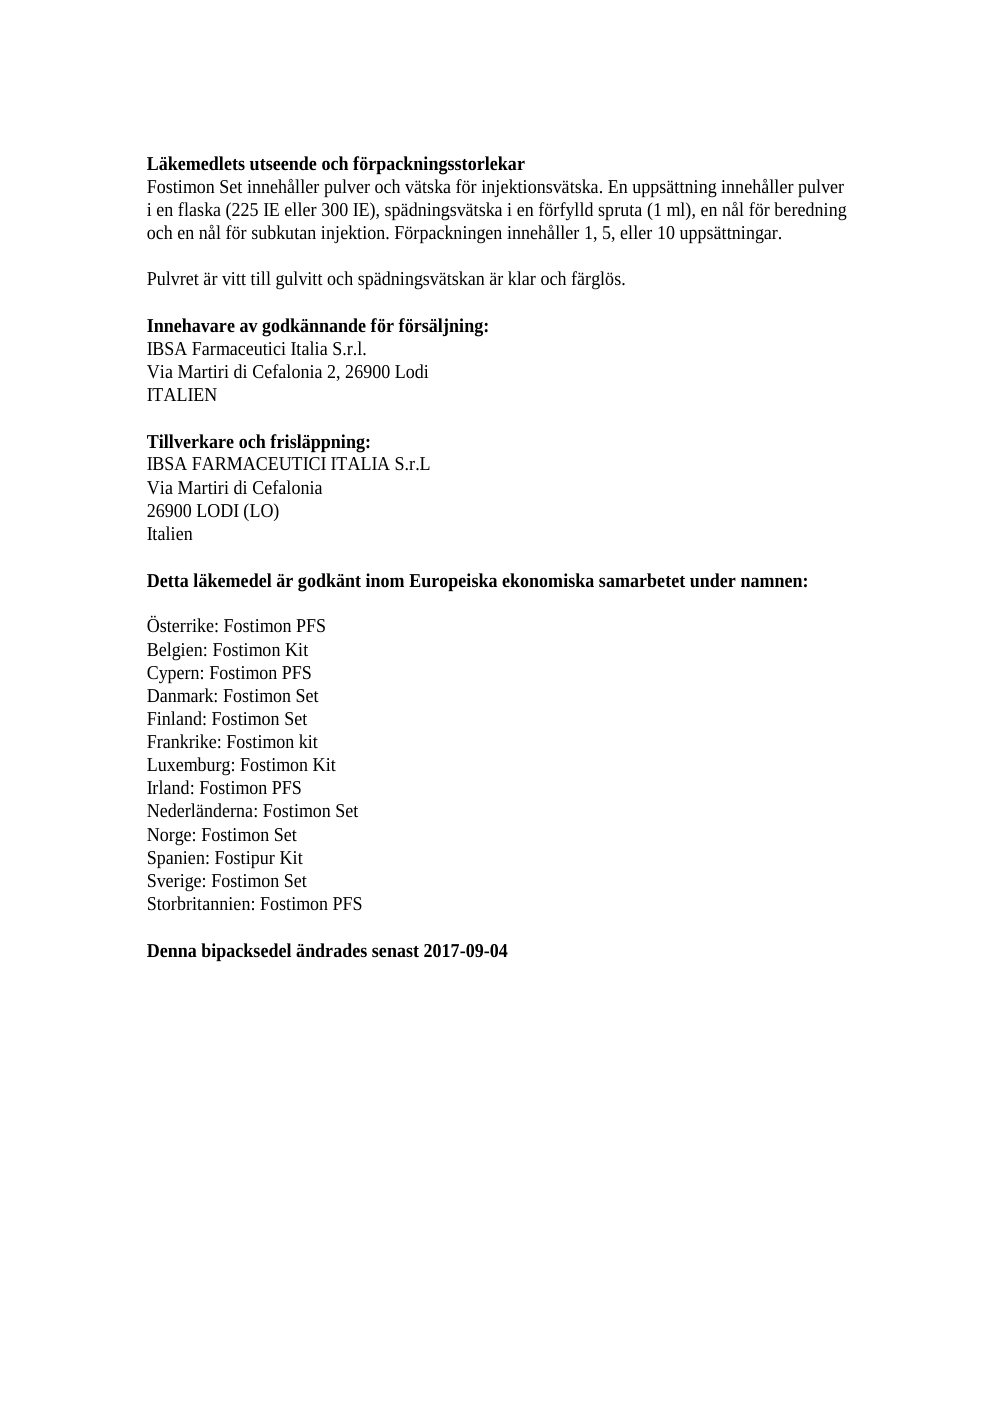 Läkemedlets utseende och förpackningsstorlekar
Fostimon Set innehåller pulver och vätska för injektionsvätska. En uppsättning innehåller pulver
i en flaska (225 IE eller 300 IE), spädningsvätska i en förfylld spruta (1 ml), en nål för beredning
och en nål för subkutan injektion. Förpackningen innehåller 1, 5, eller 10 uppsättningar.
Pulvret är vitt till gulvitt och spädningsvätskan är klar och färglös.
Innehavare av godkännande för försäljning:
IBSA Farmaceutici Italia S.r.l.
Via Martiri di Cefalonia 2, 26900 Lodi
ITALIEN
Tillverkare och frisläppning:
IBSA FARMACEUTICI ITALIA S.r.L
Via Martiri di Cefalonia
26900 LODI (LO)
Italien
Detta läkemedel är godkänt inom Europeiska ekonomiska samarbetet under namnen:
Österrike: Fostimon PFS
Belgien: Fostimon Kit
Cypern: Fostimon PFS
Danmark: Fostimon Set
Finland: Fostimon Set
Frankrike: Fostimon kit
Luxemburg: Fostimon Kit
Irland: Fostimon PFS
Nederländerna: Fostimon Set
Norge: Fostimon Set
Spanien: Fostipur Kit
Sverige: Fostimon Set
Storbritannien: Fostimon PFS
Denna bipacksedel ändrades senast 2017-09-04